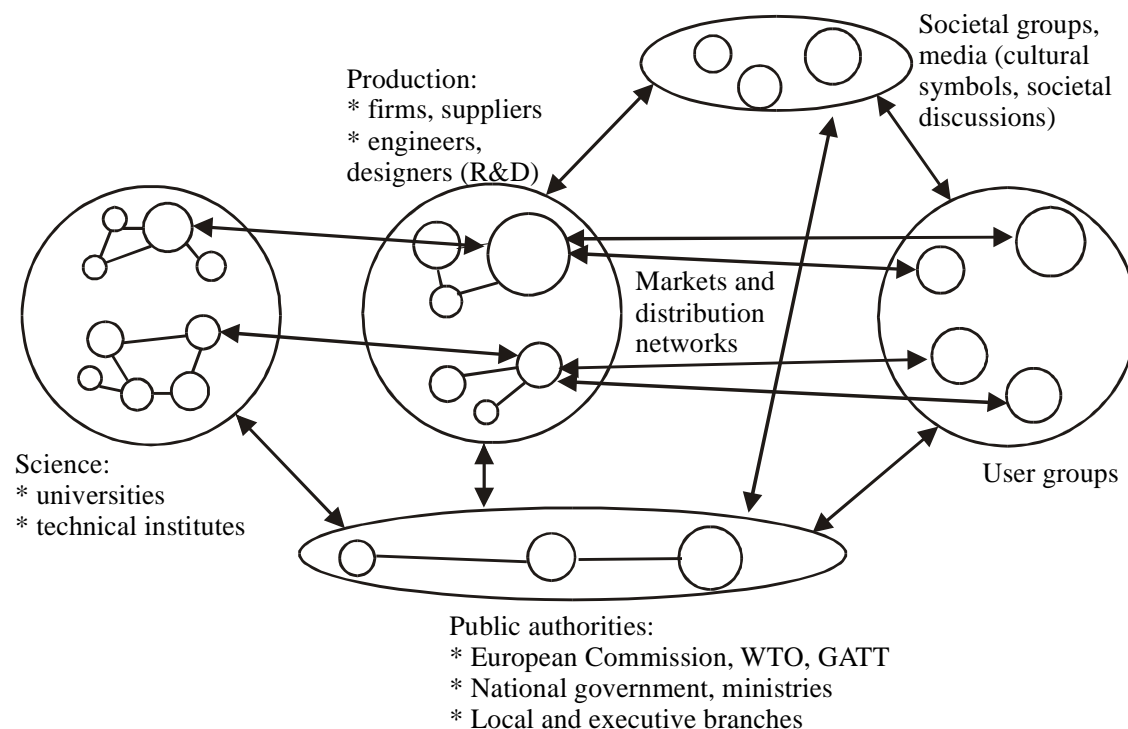 Societal groups,
media (cultural
symbols, societal
discussions)
Production:
* firms, suppliers
* engineers,
designers (R&D)
Markets and
distribution
networks
Science:
* universities
* technical institutes
User groups
Public authorities:
* European Commission, WTO, GATT
* National government, ministries
* Local and executive branches